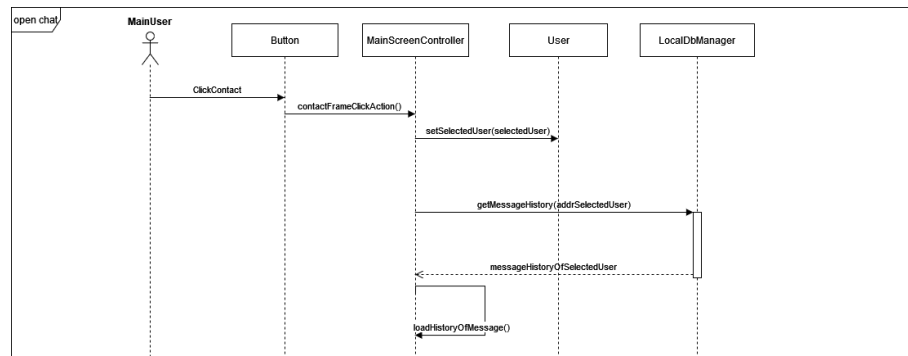 open chat
MainUser
Button
MainScreenController
User
LocalDbManager
ClickContact
contactFrameClickAction()
setSelectedUser(selectedUser)
getMessageHistory(addrSelectedUser)
messageHistoryOfSelectedUser
loadHistoryOfMessage()